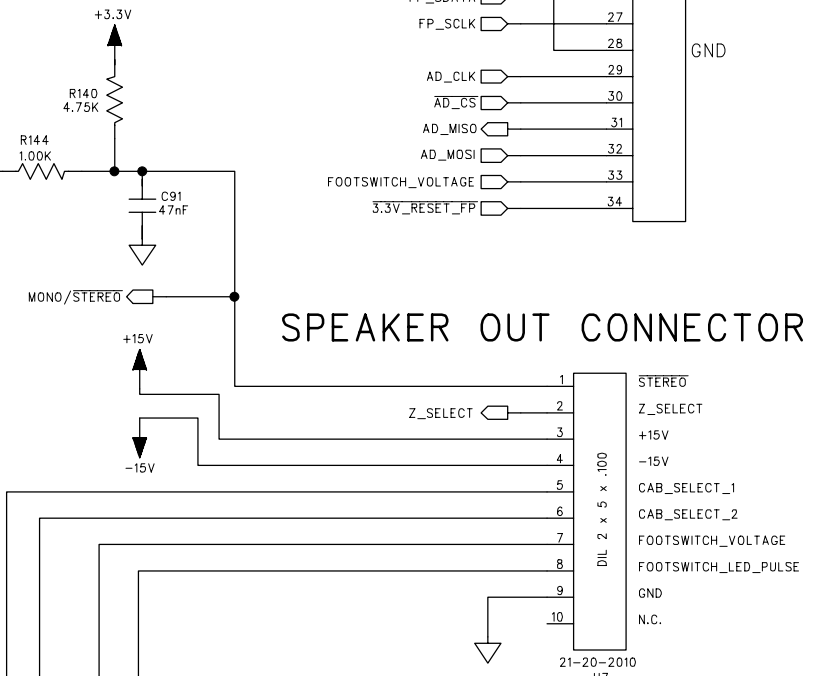 +3.3V
R140
4.75K
R144
1.00K
C91
47nF
MONO/STEREO
FP_SCLK
27
28
GND
AD_CLK
29
AD_CS
30
AD_MISO
31
AD_MOSI
32
FOOTSWITCH_VOLTAGE
33
3.3V_RESET_FP
34
SPEAKER OUT CONNECTOR
+15V
-15V
1
STEREO
Z_SELECT
2
Z_SELECT
3
+15V
4
-15V
5
CAB_SELECT_1
6
CAB_SELECT_2
7
FOOTSWITCH_VOLTAGE
8
FOOTSWITCH_LED_PULSE
9
GND
10
N.C.
DIL 2 x 5 x .100
21-20-2010